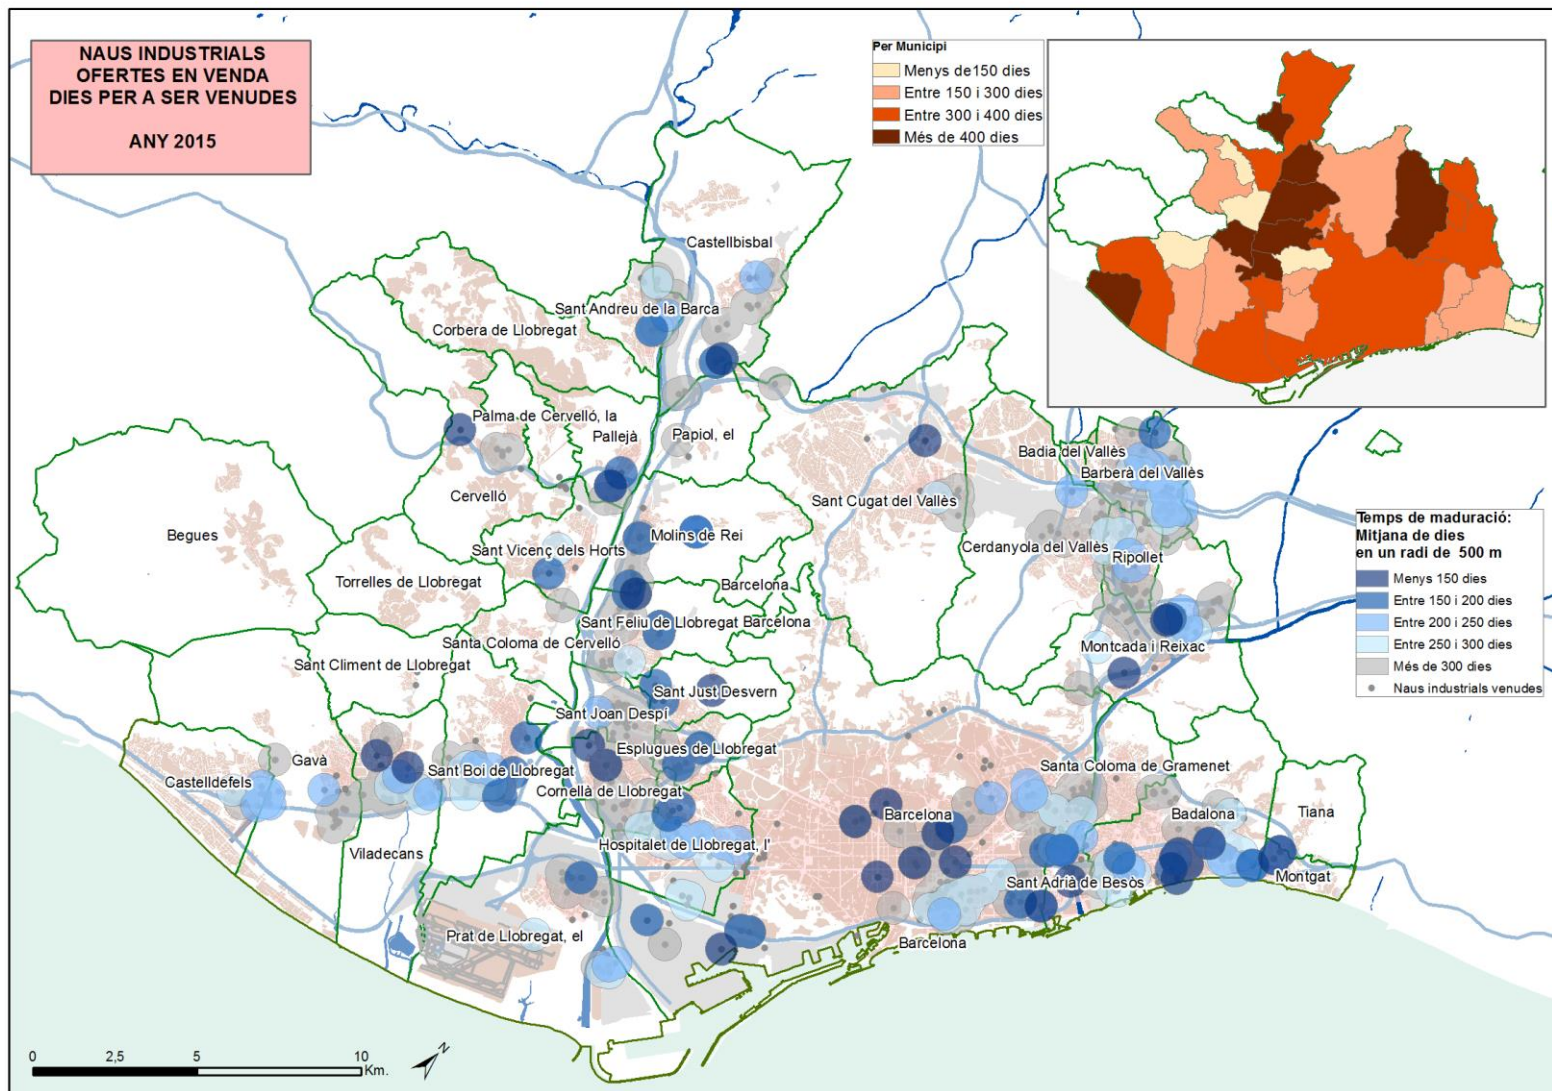 NAUS INDUSTRIALS
OFERTES EN VENDA
DIES PER A SER VENUDES
ANY 2015
Per Municipi
Menys de150 dies
Entre 150 i 300 dies
Entre 300 i 400 dies
Més de 400 dies
Castellbisbal
Sant Andreu de la Barca
Corbera de Llobregat
Palma de Cervelló, la
Pallejà
Papiol, el
Badia del Vallès
Barberà del Vallès
Cervelló
Sant Cugat del Vallès
Begues
Sant Vicenç dels Horts
Molins de Rei
Cerdanyola del Vallès
Ripollet
Torrelles de Llobregat
Barcelona
Sant Feliu de Llobregat
Barcelona
Santa Coloma de Cervelló
Montcada i Reixac
Sant Climent de Llobregat
Sant Just Desvern
Sant Joan Despí
Esplugues de Llobregat
Gavà
Sant Boi de Llobregat
Santa Coloma de Gramenet
Castelldefels
Cornellà de Llobregat
Barcelona
Badalona
Tiana
Hospitalet de Llobregat, l'
Viladecans
Sant Adrià de Besòs
Montgat
Prat de Llobregat, el
Barcelona
Temps de maduració:
Mitjana de dies
en un radi de 500 m
Menys 150 dies
Entre 150 i 200 dies
Entre 200 i 250 dies
Entre 250 i 300 dies
Més de 300 dies
Naus industrials venudes
0 2,5 5 10
Km.
N